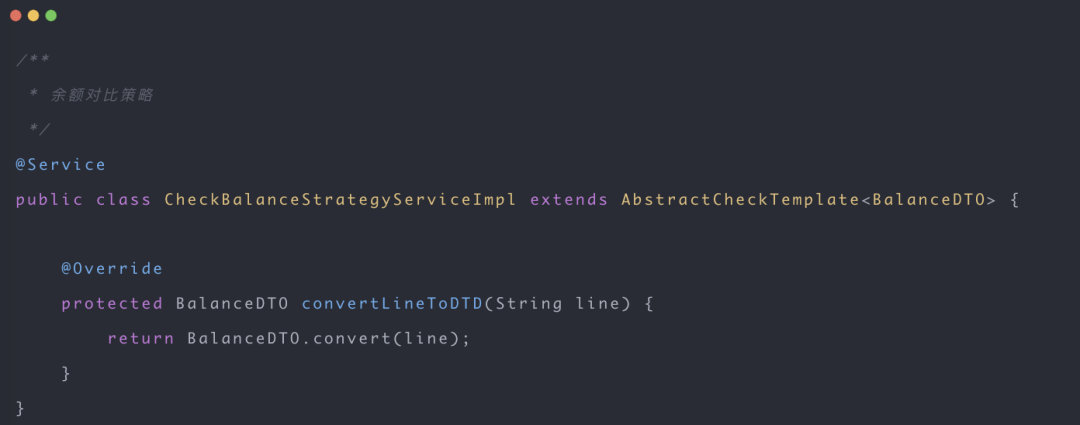 /**
 * 余额对比策略
 */
@Service
public class CheckBalanceStrategyServiceImpl extends AbstractCheckTemplate<BalanceDTO> {
    @Override
    protected BalanceDTO convertLineToDTD(String line) {
        return BalanceDTO.convert(line);
    }
}